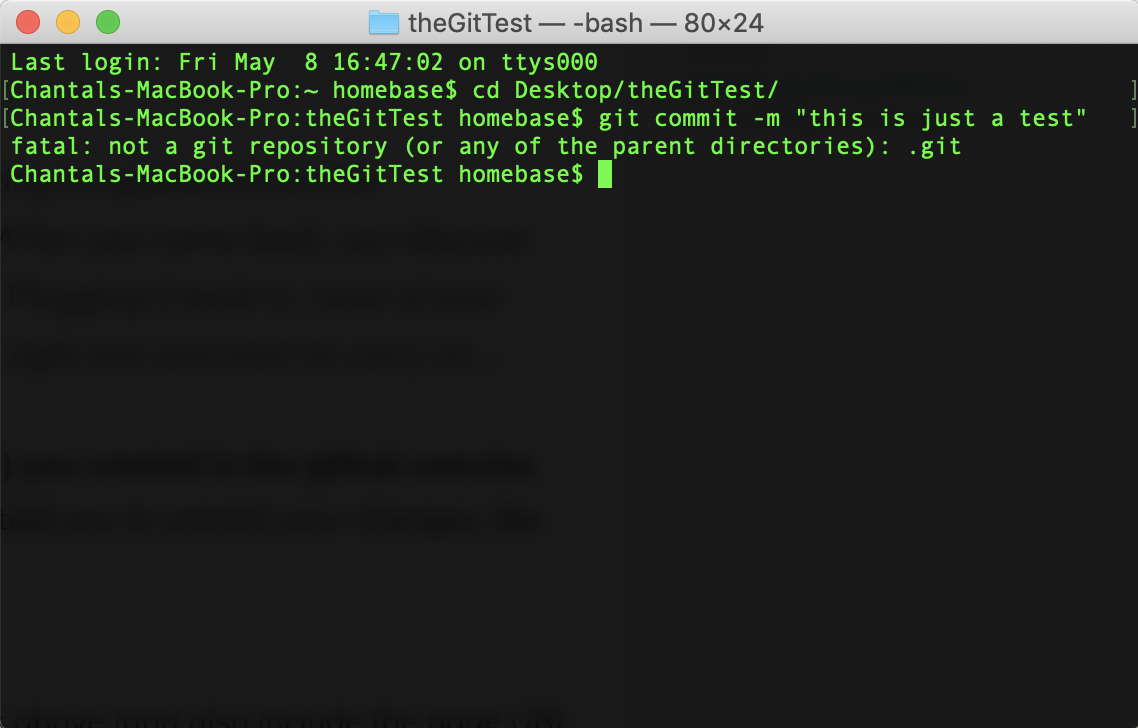 theGitTest — -bash — 80×24
Last login: Fri May  8 16:47:02 on ttys000
[Chantals-MacBook-Pro:~ homebase$ cd Desktop/theGitTest/ ]
[Chantals-MacBook-Pro:theGitTest homebase$ git commit -m "this is just a test" ]
fatal: not a git repository (or any of the parent directories): .git
Chantals-MacBook-Pro:theGitTest homebase$